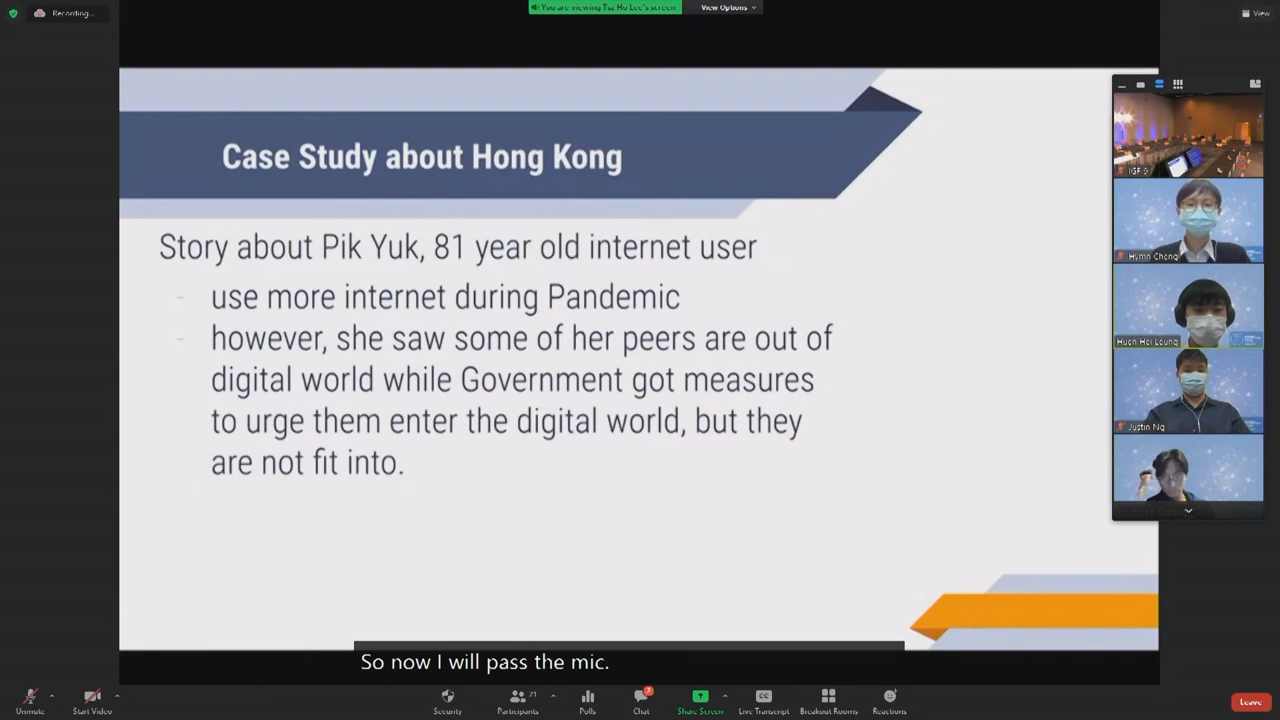 Recording...
You are viewing Tsz Ho Lee's screen
View Options
View
Case Study about Hong Kong
Story about Pik Yuk, 81 year old internet user
- use more internet during Pandemic
- however, she saw some of her peers are out of
digital world while Government got measures
to urge them enter the digital world, but they
are not fit into.
IGF 9
Hymn Cheng
Huen Hei Leung
Justin Ng
So now I will pass the mic.
Unmute
Start Video
Security
Participants
21
Polls
Chat
7
Share Screen
Live Transcript
Breakout Rooms
Reactions
Leave